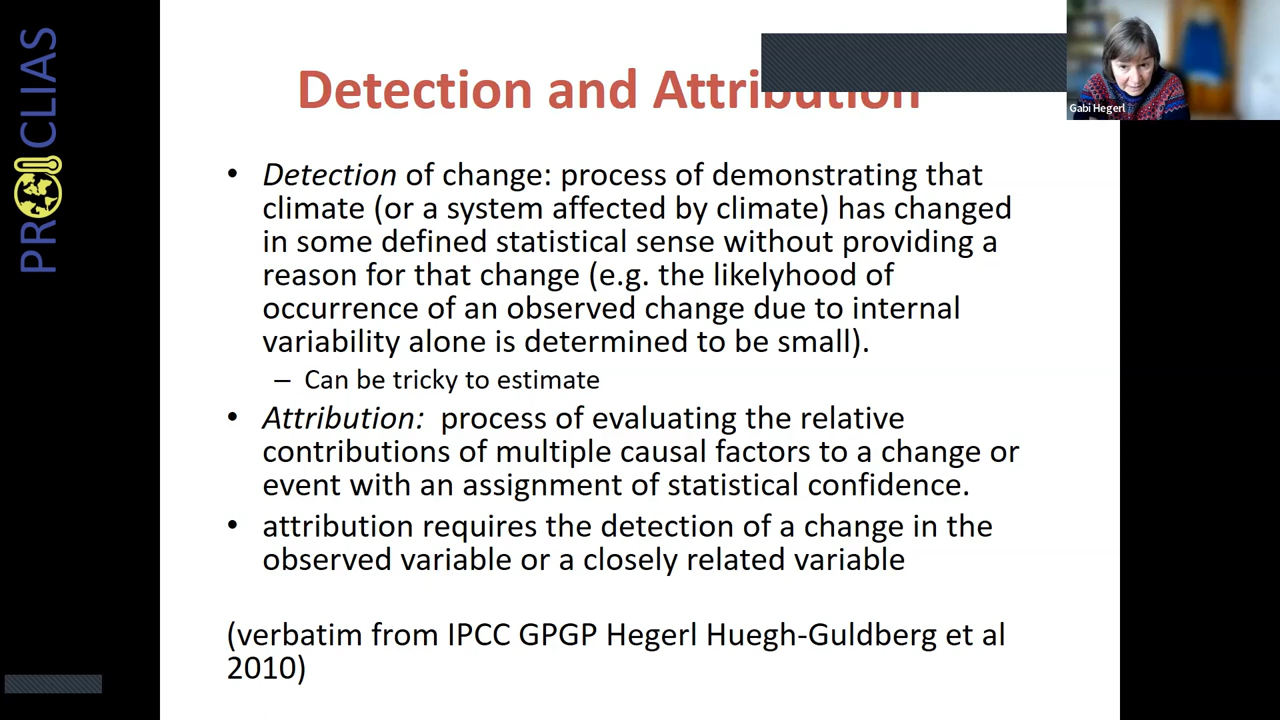 PROCLIAS
Detection and Attribution
Gabi Hegerl
• Detection of change: process of demonstrating that
climate (or a system affected by climate) has changed
in some defined statistical sense without providing a
reason for that change (e.g. the likelyhood of
occurrence of an observed change due to internal
variability alone is determined to be small).
– Can be tricky to estimate
• Attribution: process of evaluating the relative
contributions of multiple causal factors to a change or
event with an assignment of statistical confidence.
• attribution requires the detection of a change in the
observed variable or a closely related variable
(verbatim from IPCC GPGP Hegerl Huegh-Guldberg et al
2010)